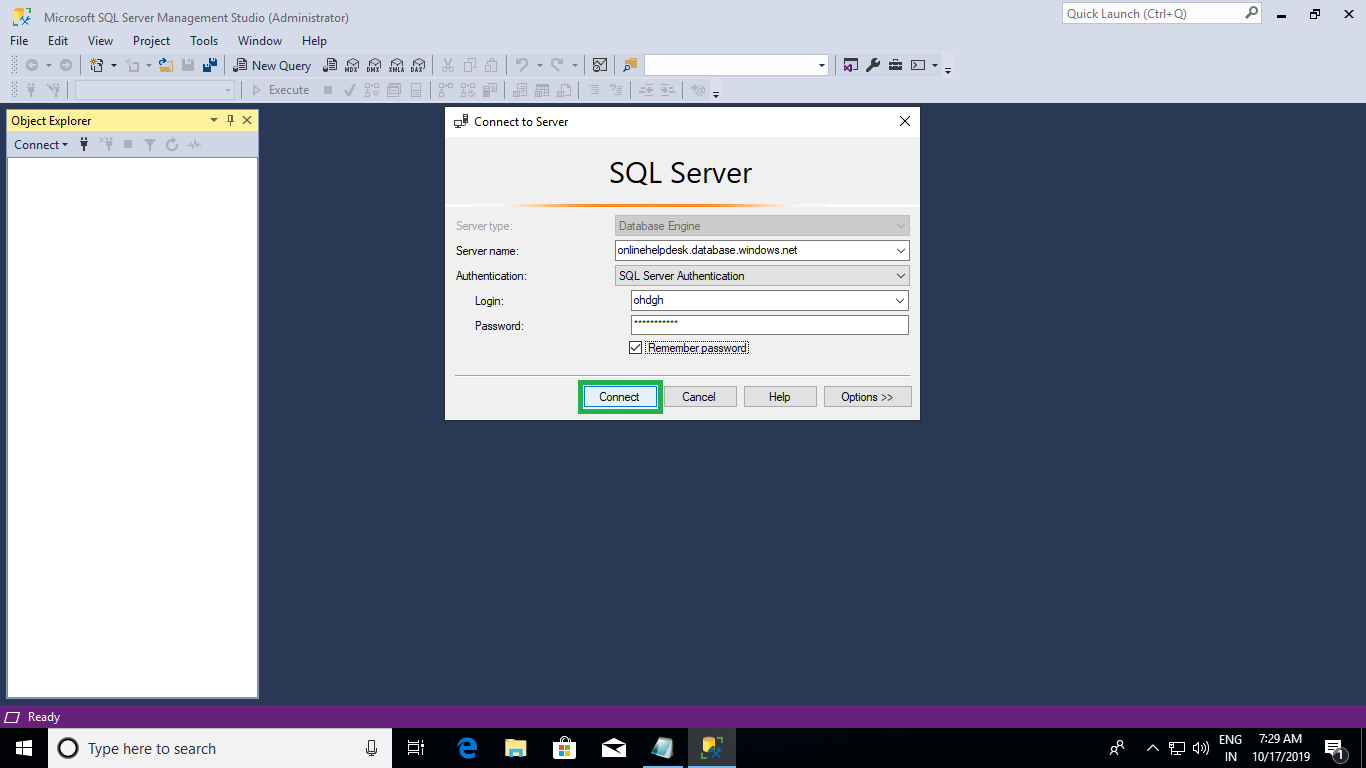 Microsoft SQL Server Management Studio (Administrator)
Quick Launch (Ctrl+Q)
File Edit View Project Tools Window Help
New Query MDX DMX XMLA DAX
Execute
Object Explorer
Connect
Connect to Server
SQL Server
Server type: Database Engine
Server name: onlinehelpdesk.database.windows.net
Authentication: SQL Server Authentication
Login: ohdgh
Password: ***********
Remember password
Connect Cancel Help Options >>
Ready
Type here to search
ENG
IN
7:29 AM
10/17/2019
1